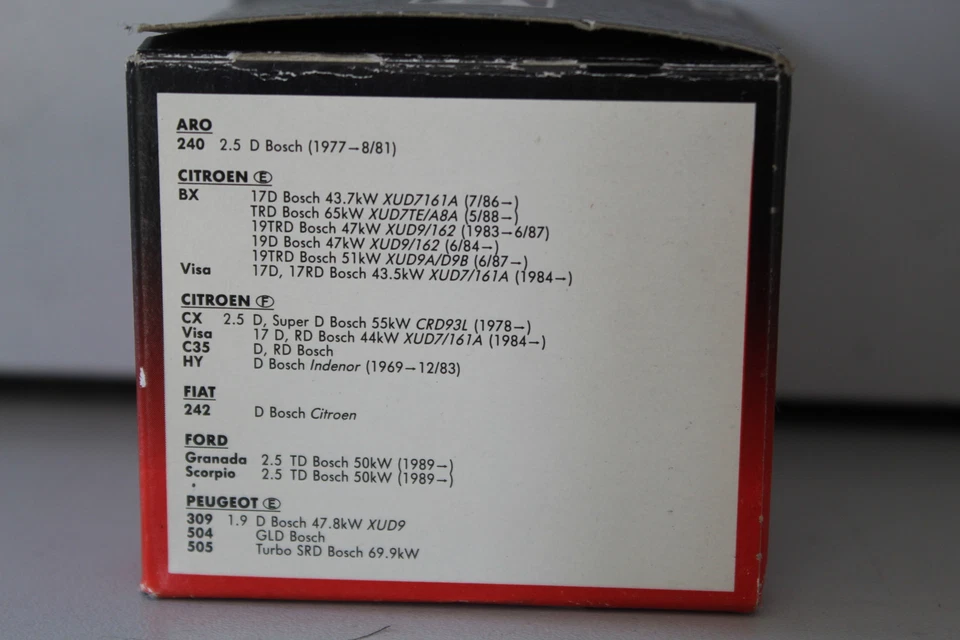 ARO
240 2.5 D Bosch (1977–8/81)
CITROEN Ⓔ
BX 17D Bosch 43.7kW XUD7161A (7/86–)
TRD Bosch 65kW XUD7TE/A8A (5/88–)
19TRD Bosch 47kW XUD9/162 (1983–6/87)
19D Bosch 47kW XUD9/162 (6/84–)
19TRD Bosch 51kW XUD9A/D9B (6/87–)
Visa 17D, 17RD Bosch 43.5kW XUD7/161A (1984–)
CITROEN Ⓕ
CX 2.5 D, Super D Bosch 55kW CRD93L (1978–)
Visa 17 D, RD Bosch 44kW XUD7/161A (1984–)
C35 D, RD Bosch
HY D Bosch Indenor (1969–12/83)
FIAT
242 D Bosch Citroen
FORD
Granada 2.5 TD Bosch 50kW (1989–)
Scorpio 2.5 TD Bosch 50kW (1989–)
PEUGEOT Ⓔ
309 1.9 D Bosch 47.8kW XUD9
504 GLD Bosch
505 Turbo SRD Bosch 69.9kW